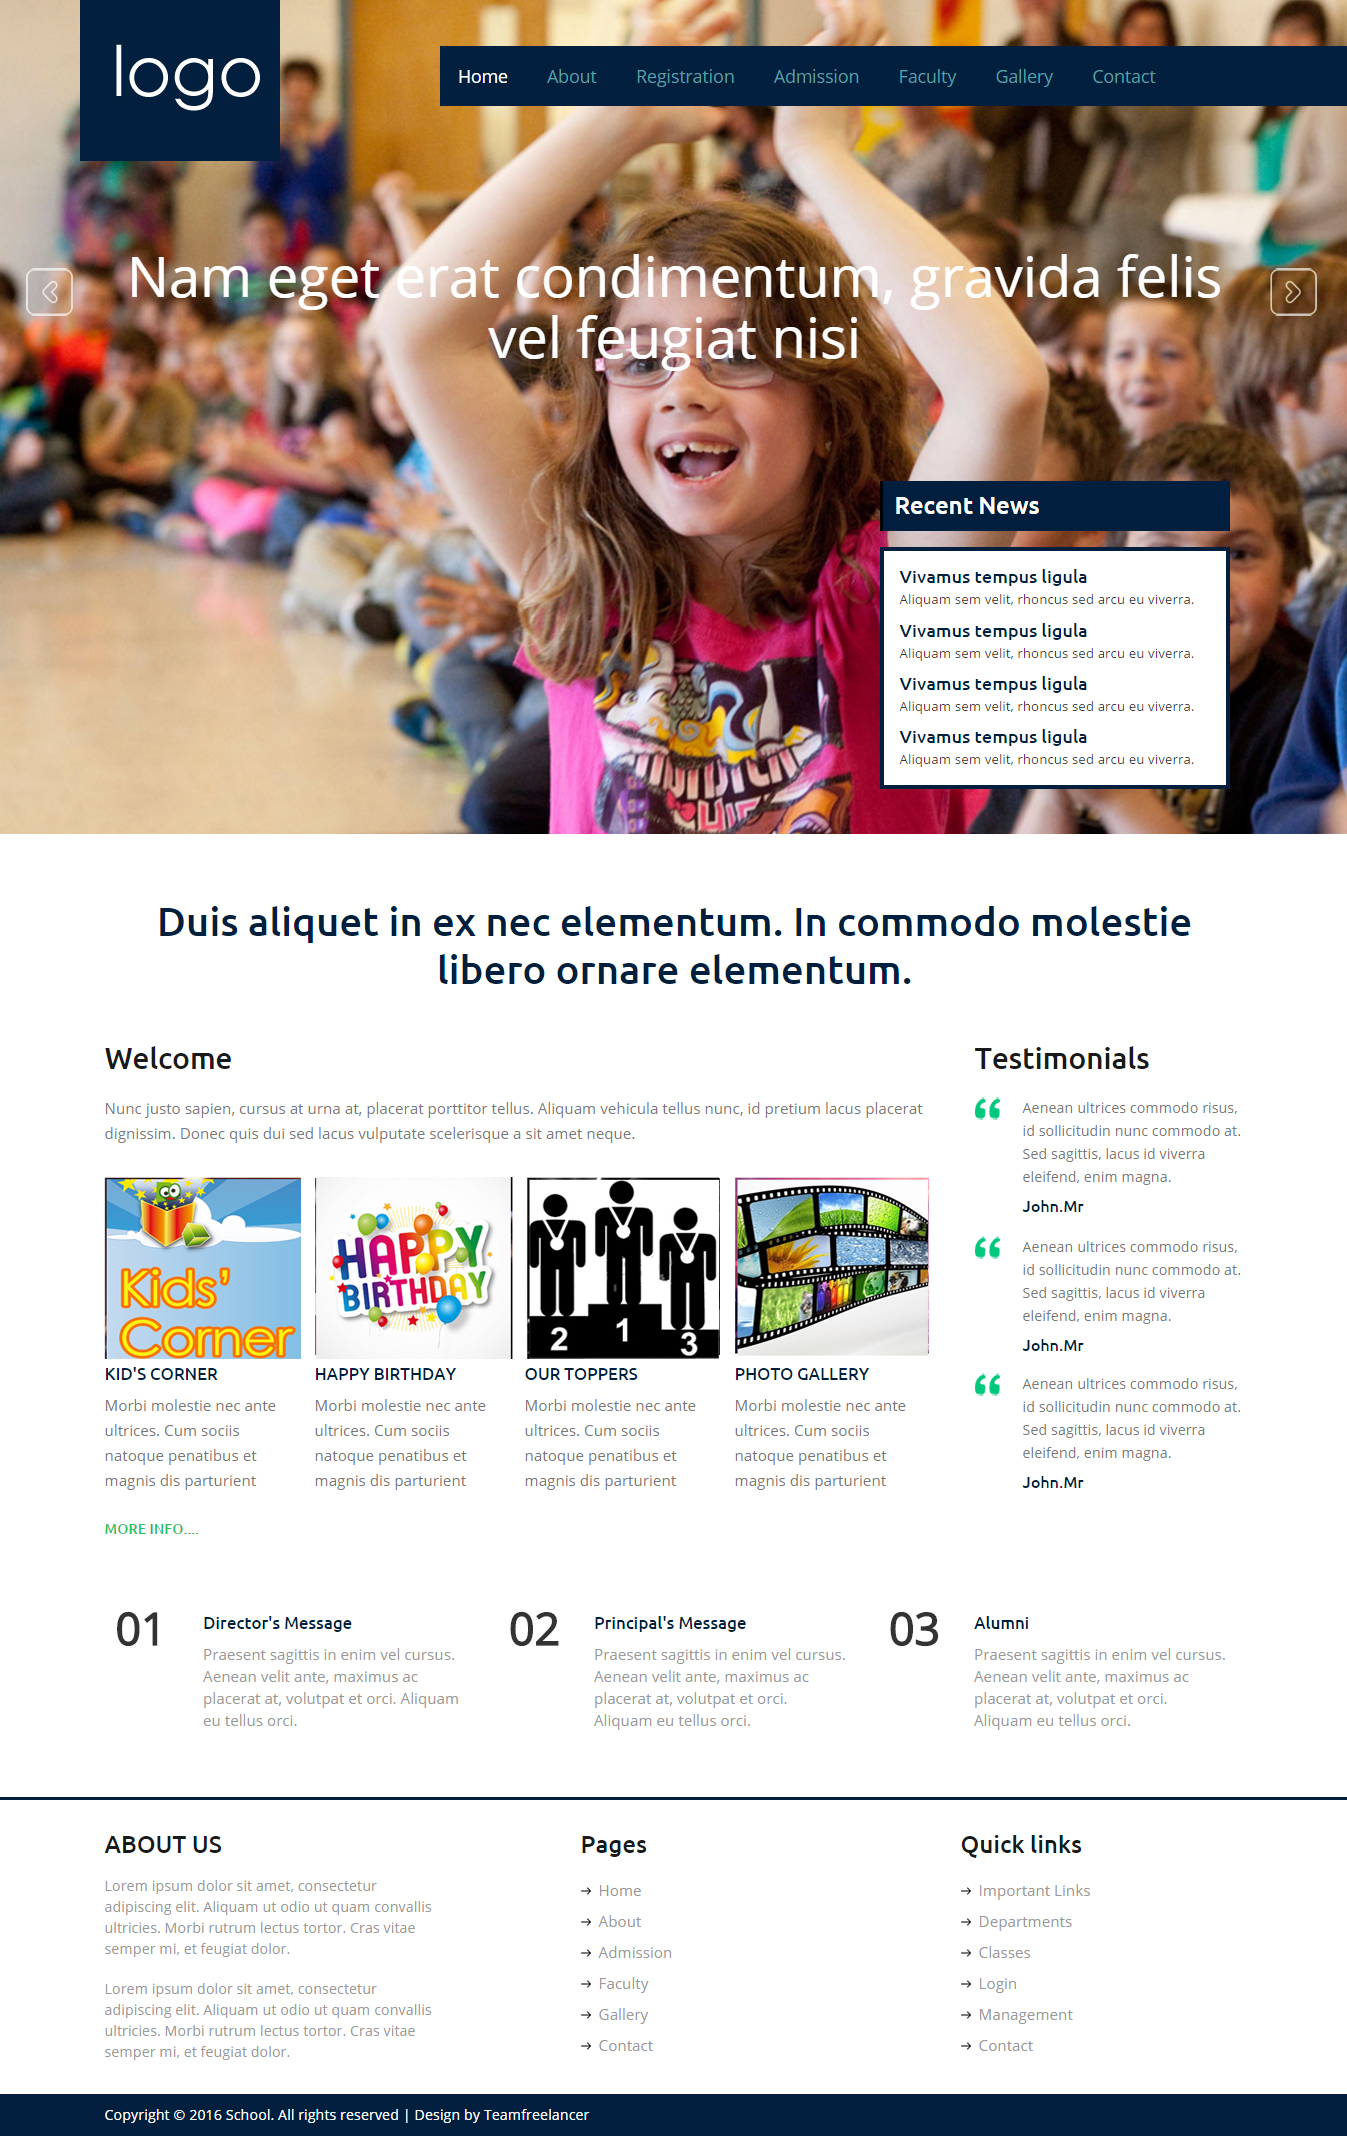 logo
Home About Registration Admission Faculty Gallery Contact
Nam eget erat condimentum, gravida felis
vel feugiat nisi
Recent News
Vivamus tempus ligula
Aliquam sem velit, rhoncus sed arcu eu viverra.
Vivamus tempus ligula
Aliquam sem velit, rhoncus sed arcu eu viverra.
Vivamus tempus ligula
Aliquam sem velit, rhoncus sed arcu eu viverra.
Vivamus tempus ligula
Aliquam sem velit, rhoncus sed arcu eu viverra.
Duis aliquet in ex nec elementum. In commodo molestie
libero ornare elementum.
Welcome
Nunc justo sapien, cursus at urna at, placerat porttitor tellus. Aliquam vehicula tellus nunc, id pretium lacus placerat
dignissim. Donec quis dui sed lacus vulputate scelerisque a sit amet neque.
Kids'
Corner
KID'S CORNER
Morbi molestie nec ante
ultrices. Cum sociis
natoque penatibus et
magnis dis parturient
HAPPY
BIRTHDAY
HAPPY BIRTHDAY
Morbi molestie nec ante
ultrices. Cum sociis
natoque penatibus et
magnis dis parturient
2 1 3
OUR TOPPERS
Morbi molestie nec ante
ultrices. Cum sociis
natoque penatibus et
magnis dis parturient
PHOTO GALLERY
Morbi molestie nec ante
ultrices. Cum sociis
natoque penatibus et
magnis dis parturient
MORE INFO....
Testimonials
Aenean ultrices commodo risus,
id sollicitudin nunc commodo at.
Sed sagittis, lacus id viverra
eleifend, enim magna.
John.Mr
Aenean ultrices commodo risus,
id sollicitudin nunc commodo at.
Sed sagittis, lacus id viverra
eleifend, enim magna.
John.Mr
Aenean ultrices commodo risus,
id sollicitudin nunc commodo at.
Sed sagittis, lacus id viverra
eleifend, enim magna.
John.Mr
01
Director's Message
Praesent sagittis in enim vel cursus.
Aenean velit ante, maximus ac
placerat at, volutpat et orci. Aliquam
eu tellus orci.
02
Principal's Message
Praesent sagittis in enim vel cursus.
Aenean velit ante, maximus ac
placerat at, volutpat et orci.
Aliquam eu tellus orci.
03
Alumni
Praesent sagittis in enim vel cursus.
Aenean velit ante, maximus ac
placerat at, volutpat et orci.
Aliquam eu tellus orci.
ABOUT US
Lorem ipsum dolor sit amet, consectetur
adipiscing elit. Aliquam ut odio ut quam convallis
ultricies. Morbi rutrum lectus tortor. Cras vitae
semper mi, et feugiat dolor.
Lorem ipsum dolor sit amet, consectetur
adipiscing elit. Aliquam ut odio ut quam convallis
ultricies. Morbi rutrum lectus tortor. Cras vitae
semper mi, et feugiat dolor.
Pages
Home
About
Admission
Faculty
Gallery
Contact
Quick links
Important Links
Departments
Classes
Login
Management
Contact
Copyright © 2016 School. All rights reserved | Design by Teamfreelancer